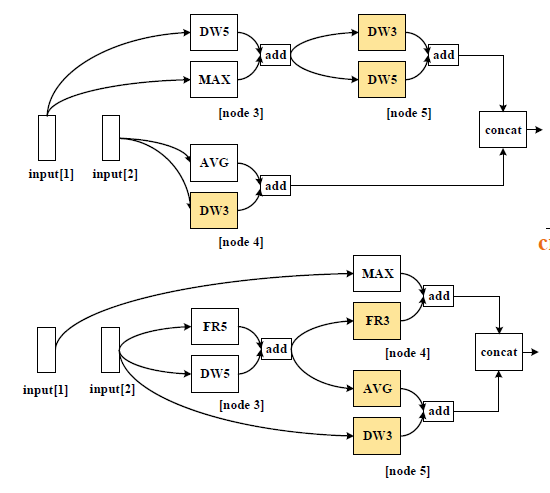 DW5
DW3
add
add
MAX
DW5
[node 3]
[node 5]
concat
input[1]
input[2]
AVG
add
DW3
[node 4]
MAX
add
FR5
FR3
add
[node 4]
concat
DW5
input[1]
input[2]
[node 3]
AVG
add
DW3
[node 5]